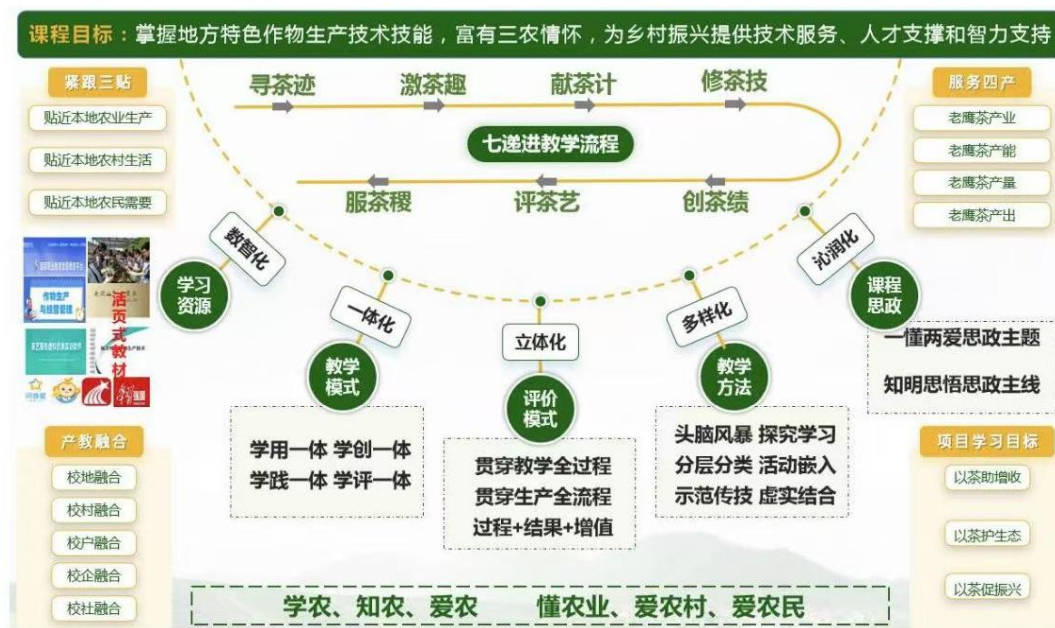 课程目标：掌握地方特色作物生产技术技能，富有三农情怀，为乡村振兴提供技术服务、人才支撑和智力支持
紧跟三贴
贴近本地农业生产
贴近本地农村生活
贴近本地农民需要
寻茶迹 激茶趣 献茶计 修茶技
七递进教学流程
服茶稷 评茶艺 创茶绩
服务四产
老鹰茶产业
老鹰茶产能
老鹰茶产量
老鹰茶产出
数智化
学习
资源
一体化
教学
模式
立体化
评价
模式
多样化
教学
方法
沁润化
课程
思政
作物生产
与经营管理
活页式教材
学用一体 学创一体
学践一体 学评一体
贯穿教学全过程
贯穿生产全流程
过程+结果+增值
头脑风暴 探究学习
分层分类 活动嵌入
示范传技 虚实结合
一懂两爱思政主题
知明思悟思政主线
产教融合
校地融合
校村融合
校户融合
校企融合
校社融合
项目学习目标
以茶助增收
以茶护生态
以茶促振兴
学农、知农、爱农 懂农业、爱农村、爱农民